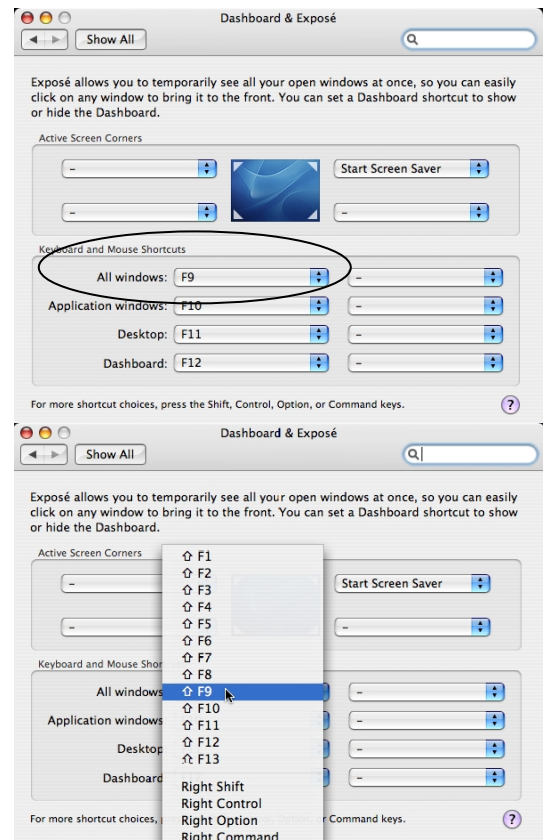 Dashboard & Exposé
Show All
Exposé allows you to temporarily see all your open windows at once, so you can easily
click on any window to bring it to the front. You can set a Dashboard shortcut to show
or hide the Dashboard.
Active Screen Corners
– Start Screen Saver
– –
Keyboard and Mouse Shortcuts
All windows: F9 –
Application windows: F10 –
Desktop: F11 –
Dashboard: F12 –
For more shortcut choices, press the Shift, Control, Option, or Command keys. ?
Dashboard & Exposé
Show All
Exposé allows you to temporarily see all your open windows at once, so you can easily
click on any window to bring it to the front. You can set a Dashboard shortcut to show
or hide the Dashboard.
Active Screen Corners
⇧ F1
⇧ F2
– ⇧ F3 Start Screen Saver
⇧ F4
– ⇧ F5 –
⇧ F6
Keyboard and Mouse Shor ⇧ F7
⇧ F8
All windows ⇧ F9 –
⇧ F10
Application windows ⇧ F11 –
⇧ F12
Desktop ⇧ F13 –
Dashboard –
Right Shift
Right Control
For more shortcut choices, Right Option r Command keys. ?
Right Command